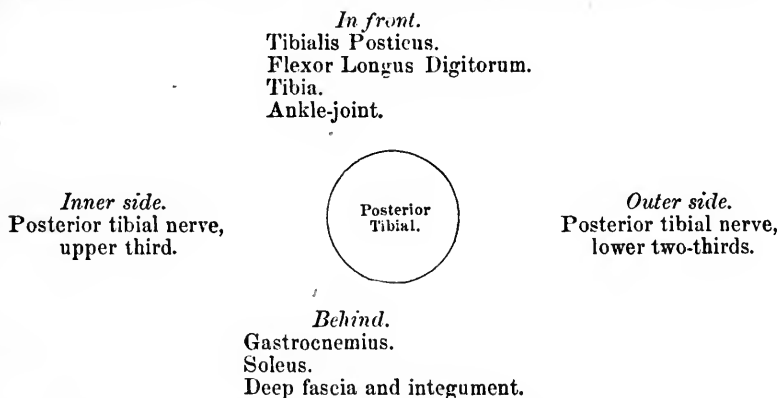 In front.
Tibialis Posticus.
Flexor Longus Digitorum.
Tibia.
Ankle-joint.
Inner side.
Posterior tibial nerve,
upper third.
Posterior
Tibial.
Outer side.
Posterior tibial nerve,
lower two-thirds.
Behind.
Gastrocnemius.
Soleus.
Deep fascia and integument.